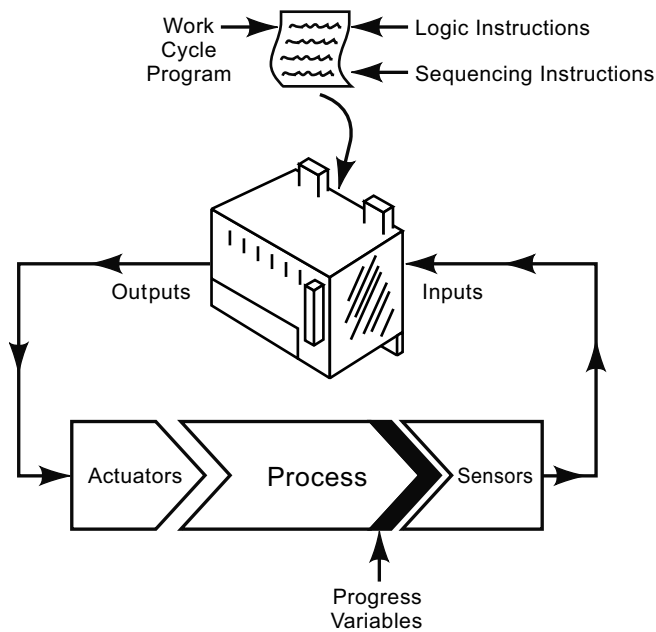 Work
Cycle
Program
Logic Instructions
Sequencing Instructions
Outputs
Inputs
Actuators
Process
Sensors
Progress
Variables